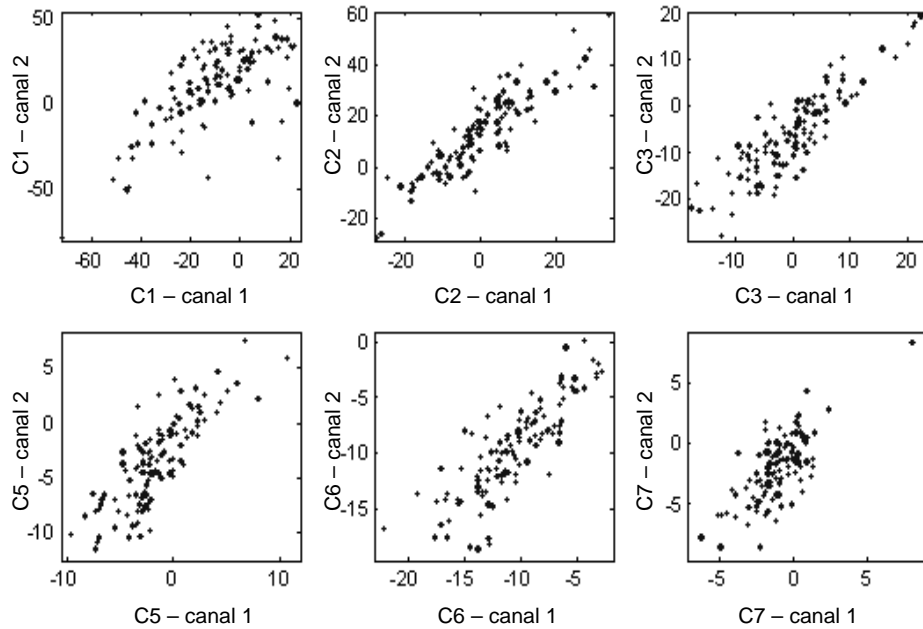 50
0
-50
C1 – canal 2
-60 -40 -20 0 20
C1 – canal 1
60
40
20
0
-20
C2 – canal 2
-20 0 20
C2 – canal 1
20
10
0
-10
-20
C3 – canal 2
-10 0 10 20
C3 – canal 1
5
0
-5
-10
C5 – canal 2
-10 0 10
C5 – canal 1
0
-5
-10
-15
C6 – canal 2
-20 -15 -10 -5
C6 – canal 1
5
0
-5
C7 – canal 2
-5 0 5
C7 – canal 1